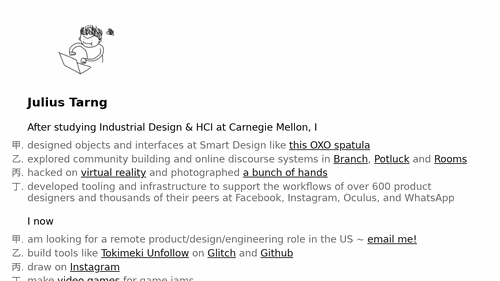 Julius Tarng
After studying Industrial Design & HCI at Carnegie Mellon, I
甲. designed objects and interfaces at Smart Design like this OXO spatula
乙. explored community building and online discourse systems in Branch, Potluck and Rooms
丙. hacked on virtual reality and photographed a bunch of hands
丁. developed tooling and infrastructure to support the workflows of over 600 product
designers and thousands of their peers at Facebook, Instagram, Oculus, and WhatsApp
I now
甲. am looking for a remote product/design/engineering role in the US ~ email me!
乙. build tools like Tokimeki Unfollow on Glitch and Github
丙. draw on Instagram
丁. make video games for game jams